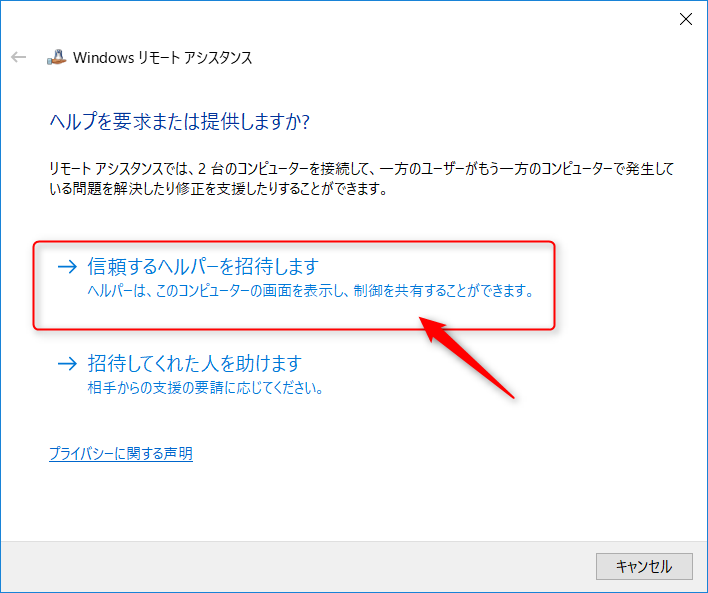 Windows リモート アシスタンス
ヘルプを要求または提供しますか?
リモート アシスタンスでは、2 台のコンピューターを接続して、一方のユーザーがもう一方のコンピューターで発生して
いる問題を解決したり修正を支援したりすることができます。
信頼するヘルパーを招待します
ヘルパーは、このコンピューターの画面を表示し、制御を共有することができます。
招待してくれた人を助けます
相手からの支援の要請に応じてください。
プライバシーに関する声明
キャンセル